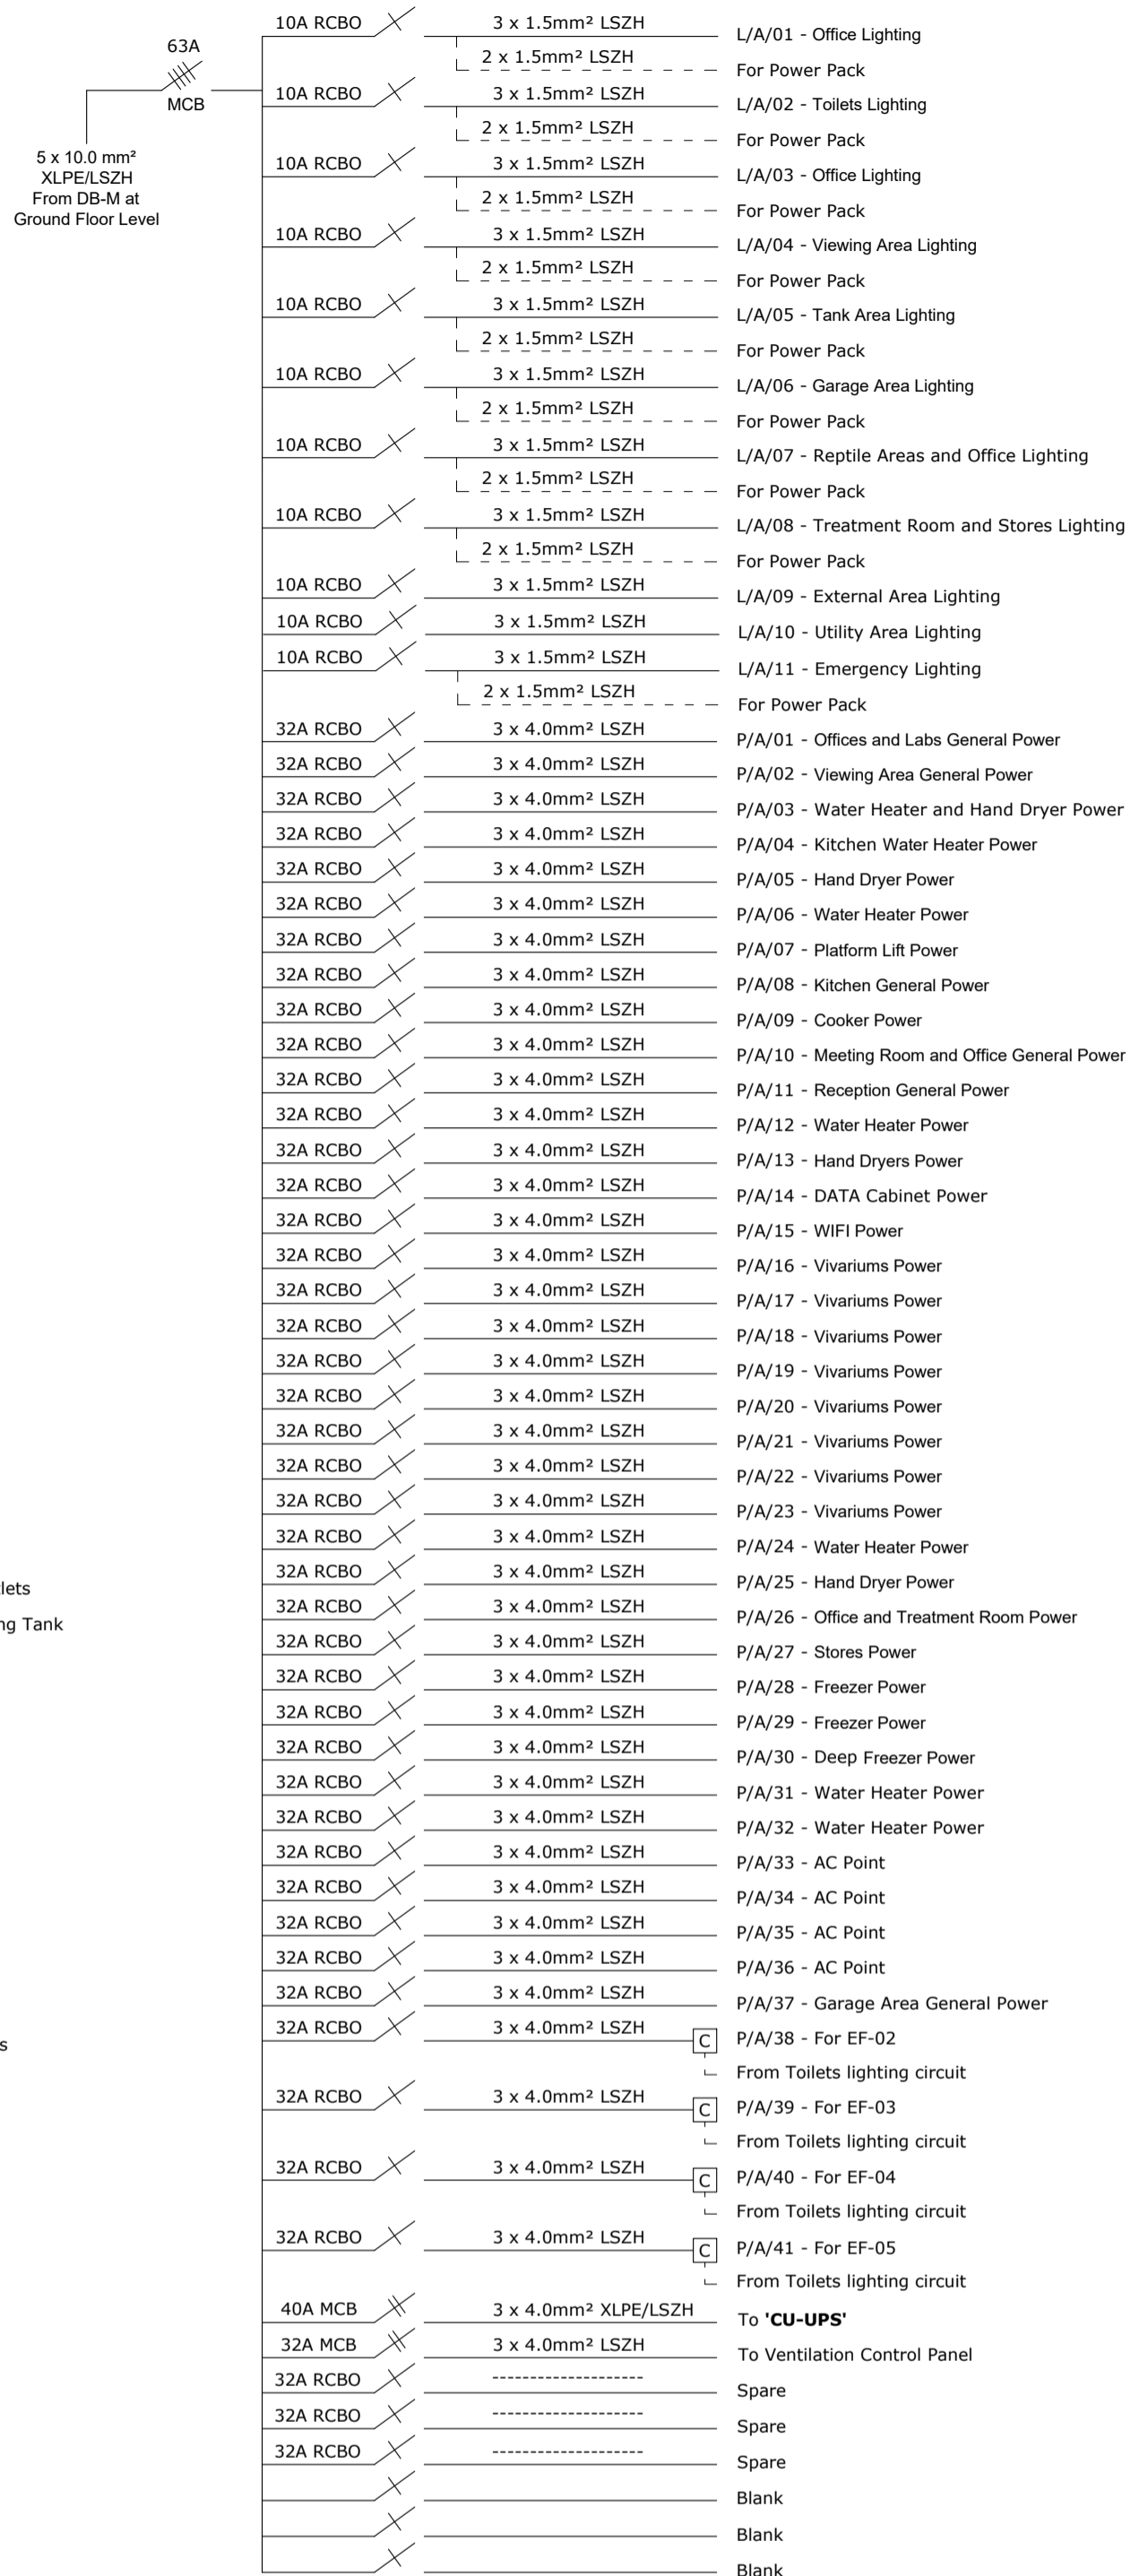 63A
MCB
5 x 10.0 mm²
XLPE/LSZH
From DB-M at
Ground Floor Level
10A RCBO 3 x 1.5mm² LSZH L/A/01 - Office Lighting
2 x 1.5mm² LSZH For Power Pack
10A RCBO 3 x 1.5mm² LSZH L/A/02 - Toilets Lighting
2 x 1.5mm² LSZH For Power Pack
10A RCBO 3 x 1.5mm² LSZH L/A/03 - Office Lighting
2 x 1.5mm² LSZH For Power Pack
10A RCBO 3 x 1.5mm² LSZH L/A/04 - Viewing Area Lighting
2 x 1.5mm² LSZH For Power Pack
10A RCBO 3 x 1.5mm² LSZH L/A/05 - Tank Area Lighting
2 x 1.5mm² LSZH For Power Pack
10A RCBO 3 x 1.5mm² LSZH L/A/06 - Garage Area Lighting
2 x 1.5mm² LSZH For Power Pack
10A RCBO 3 x 1.5mm² LSZH L/A/07 - Reptile Areas and Office Lighting
2 x 1.5mm² LSZH For Power Pack
10A RCBO 3 x 1.5mm² LSZH L/A/08 - Treatment Room and Stores Lighting
2 x 1.5mm² LSZH For Power Pack
10A RCBO 3 x 1.5mm² LSZH L/A/09 - External Area Lighting
10A RCBO 3 x 1.5mm² LSZH L/A/10 - Utility Area Lighting
10A RCBO 3 x 1.5mm² LSZH L/A/11 - Emergency Lighting
2 x 1.5mm² LSZH For Power Pack
32A RCBO 3 x 4.0mm² LSZH P/A/01 - Offices and Labs General Power
32A RCBO 3 x 4.0mm² LSZH P/A/02 - Viewing Area General Power
32A RCBO 3 x 4.0mm² LSZH P/A/03 - Water Heater and Hand Dryer Power
32A RCBO 3 x 4.0mm² LSZH P/A/04 - Kitchen Water Heater Power
32A RCBO 3 x 4.0mm² LSZH P/A/05 - Hand Dryer Power
32A RCBO 3 x 4.0mm² LSZH P/A/06 - Water Heater Power
32A RCBO 3 x 4.0mm² LSZH P/A/07 - Platform Lift Power
32A RCBO 3 x 4.0mm² LSZH P/A/08 - Kitchen General Power
32A RCBO 3 x 4.0mm² LSZH P/A/09 - Cooker Power
32A RCBO 3 x 4.0mm² LSZH P/A/10 - Meeting Room and Office General Power
32A RCBO 3 x 4.0mm² LSZH P/A/11 - Reception General Power
32A RCBO 3 x 4.0mm² LSZH P/A/12 - Water Heater Power
32A RCBO 3 x 4.0mm² LSZH P/A/13 - Hand Dryers Power
32A RCBO 3 x 4.0mm² LSZH P/A/14 - DATA Cabinet Power
32A RCBO 3 x 4.0mm² LSZH P/A/15 - WIFI Power
32A RCBO 3 x 4.0mm² LSZH P/A/16 - Vivariums Power
32A RCBO 3 x 4.0mm² LSZH P/A/17 - Vivariums Power
32A RCBO 3 x 4.0mm² LSZH P/A/18 - Vivariums Power
32A RCBO 3 x 4.0mm² LSZH P/A/19 - Vivariums Power
32A RCBO 3 x 4.0mm² LSZH P/A/20 - Vivariums Power
32A RCBO 3 x 4.0mm² LSZH P/A/21 - Vivariums Power
32A RCBO 3 x 4.0mm² LSZH P/A/22 - Vivariums Power
32A RCBO 3 x 4.0mm² LSZH P/A/23 - Vivariums Power
32A RCBO 3 x 4.0mm² LSZH P/A/24 - Water Heater Power
32A RCBO 3 x 4.0mm² LSZH P/A/25 - Hand Dryer Power
lets
32A RCBO 3 x 4.0mm² LSZH P/A/26 - Office and Treatment Room Power
ng Tank
32A RCBO 3 x 4.0mm² LSZH P/A/27 - Stores Power
32A RCBO 3 x 4.0mm² LSZH P/A/28 - Freezer Power
32A RCBO 3 x 4.0mm² LSZH P/A/29 - Freezer Power
32A RCBO 3 x 4.0mm² LSZH P/A/30 - Deep Freezer Power
32A RCBO 3 x 4.0mm² LSZH P/A/31 - Water Heater Power
32A RCBO 3 x 4.0mm² LSZH P/A/32 - Water Heater Power
32A RCBO 3 x 4.0mm² LSZH P/A/33 - AC Point
32A RCBO 3 x 4.0mm² LSZH P/A/34 - AC Point
32A RCBO 3 x 4.0mm² LSZH P/A/35 - AC Point
32A RCBO 3 x 4.0mm² LSZH P/A/36 - AC Point
32A RCBO 3 x 4.0mm² LSZH P/A/37 - Garage Area General Power
32A RCBO 3 x 4.0mm² LSZH C P/A/38 - For EF-02
s
From Toilets lighting circuit
32A RCBO 3 x 4.0mm² LSZH C P/A/39 - For EF-03
From Toilets lighting circuit
32A RCBO 3 x 4.0mm² LSZH C P/A/40 - For EF-04
From Toilets lighting circuit
32A RCBO 3 x 4.0mm² LSZH C P/A/41 - For EF-05
From Toilets lighting circuit
40A MCB 3 x 4.0mm² XLPE/LSZH To 'CU-UPS'
32A MCB 3 x 4.0mm² LSZH To Ventilation Control Panel
32A RCBO -------------------- Spare
32A RCBO -------------------- Spare
32A RCBO -------------------- Spare
Blank
Blank
Blank